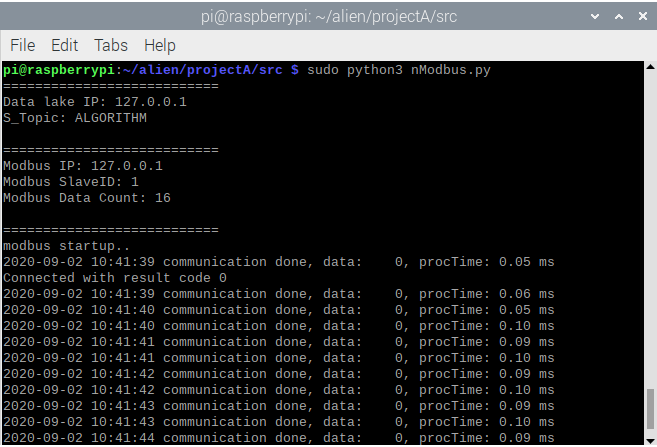 pi@raspberrypi: ~/alien/projectA/src
File Edit Tabs Help
pi@raspberrypi:~/alien/projectA/src $ sudo python3 nModbus.py
===========================
Data lake IP: 127.0.0.1
S_Topic: ALGORITHM
===========================
Modbus IP: 127.0.0.1
Modbus SlaveID: 1
Modbus Data Count: 16
===========================
modbus startup..
2020-09-02 10:41:39 communication done, data:    0, procTime: 0.05 ms
Connected with result code 0
2020-09-02 10:41:39 communication done, data:    0, procTime: 0.06 ms
2020-09-02 10:41:40 communication done, data:    0, procTime: 0.05 ms
2020-09-02 10:41:40 communication done, data:    0, procTime: 0.10 ms
2020-09-02 10:41:41 communication done, data:    0, procTime: 0.09 ms
2020-09-02 10:41:41 communication done, data:    0, procTime: 0.10 ms
2020-09-02 10:41:42 communication done, data:    0, procTime: 0.09 ms
2020-09-02 10:41:42 communication done, data:    0, procTime: 0.10 ms
2020-09-02 10:41:43 communication done, data:    0, procTime: 0.09 ms
2020-09-02 10:41:43 communication done, data:    0, procTime: 0.10 ms
2020-09-02 10:41:44 communication done, data:    0, procTime: 0.09 ms